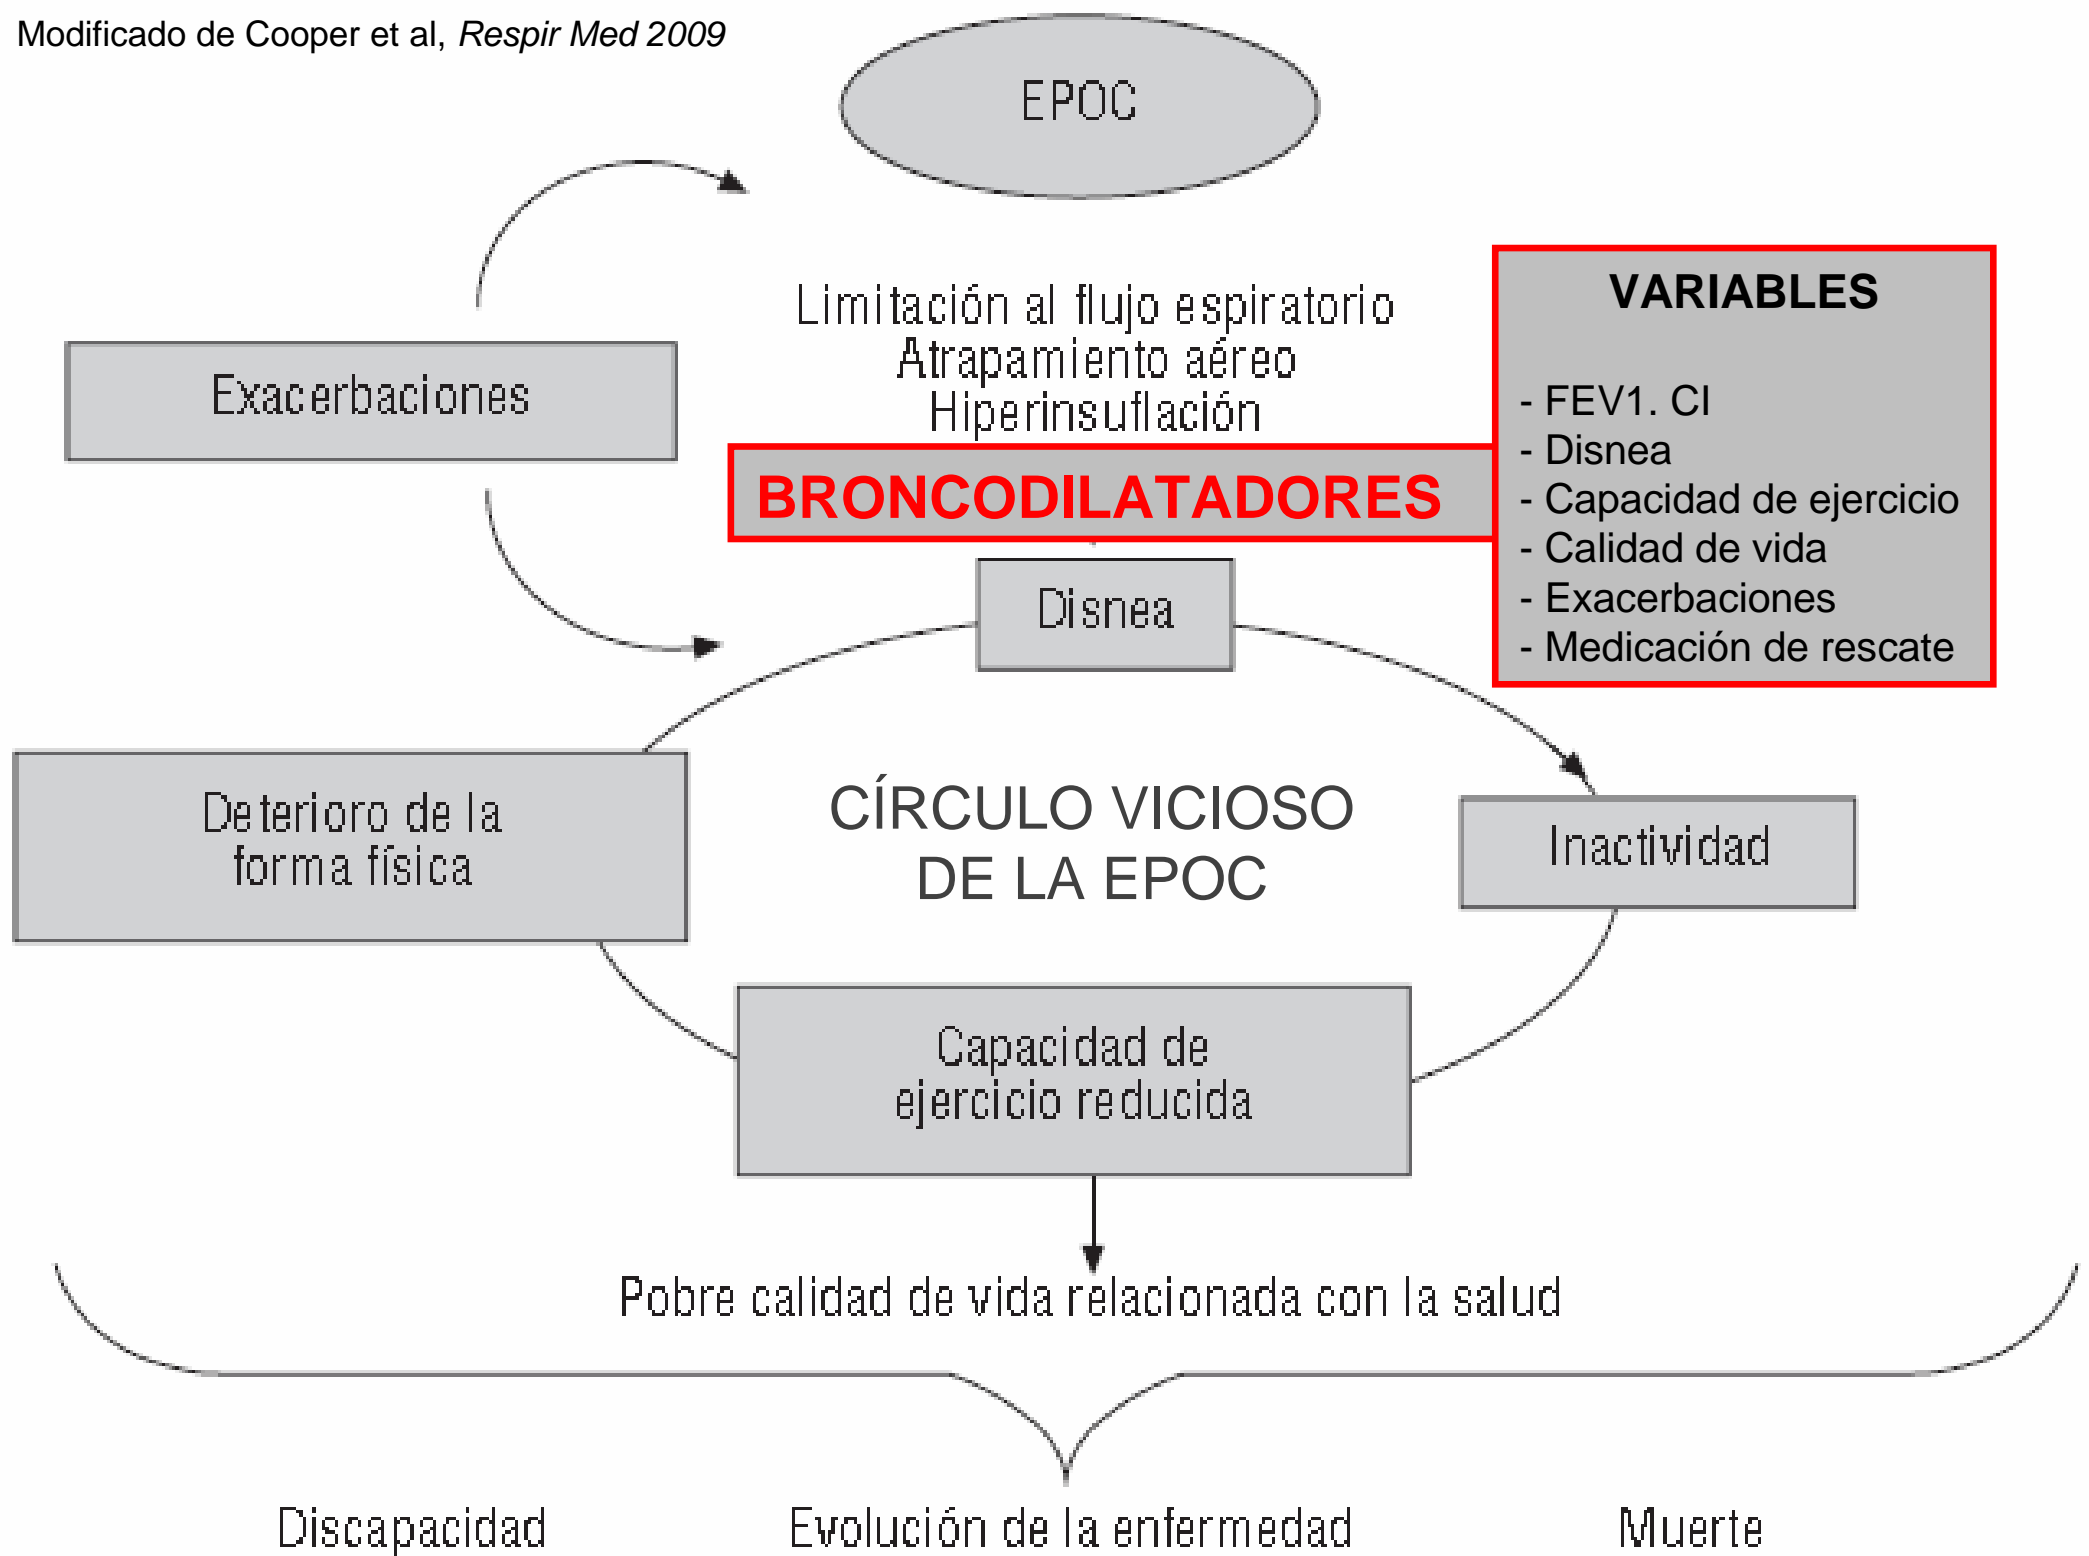 Modificado de Cooper et al, Respir Med 2009
EPOC
Limitación al flujo espiratorio
Atrapamiento aéreo
Hiperinsuflación
Exacerbaciones
BRONCODILATADORES
VARIABLES
- FEV1. CI
- Disnea
- Capacidad de ejercicio
- Calidad de vida
- Exacerbaciones
- Medicación de rescate
Disnea
Deterioro de la
forma física
CÍRCULO VICIOSO
DE LA EPOC
Inactividad
Capacidad de
ejercicio reducida
Pobre calidad de vida relacionada con la salud
Discapacidad
Evolución de la enfermedad
Muerte